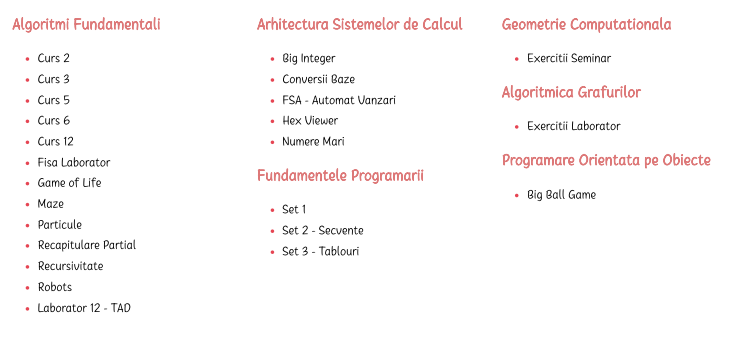 Algoritmi Fundamentali
Curs 2
Curs 3
Curs 5
Curs 6
Curs 12
Fisa Laborator
Game of Life
Maze
Particule
Recapitulare Partial
Recursivitate
Robots
Laborator 12 - TAD
Arhitectura Sistemelor de Calcul
Big Integer
Conversii Baze
FSA - Automat Vanzari
Hex Viewer
Numere Mari
Fundamentele Programarii
Set 1
Set 2 - Secvente
Set 3 - Tablouri
Geometrie Computationala
Exercitii Seminar
Algoritmica Grafurilor
Exercitii Laborator
Programare Orientata pe Obiecte
Big Ball Game